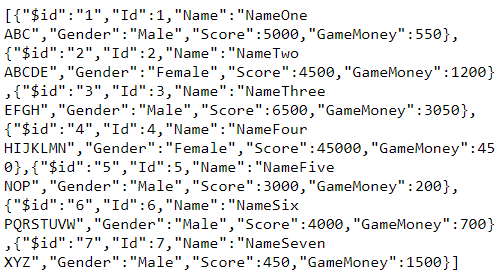 [{"$id":"1","Id":1,"Name":"NameOne
ABC","Gender":"Male","Score":5000,"GameMoney":550},
{"$id":"2","Id":2,"Name":"NameTwo
ABCDE","Gender":"Female","Score":4500,"GameMoney":1200}
,{"$id":"3","Id":3,"Name":"NameThree
EFGH","Gender":"Male","Score":6500,"GameMoney":3050},
{"$id":"4","Id":4,"Name":"NameFour
HIJKLMN","Gender":"Female","Score":45000,"GameMoney":45
0},{"$id":"5","Id":5,"Name":"NameFive
NOP","Gender":"Male","Score":3000,"GameMoney":200},
{"$id":"6","Id":6,"Name":"NameSix
PQRSTUVW","Gender":"Male","Score":4000,"GameMoney":700}
,{"$id":"7","Id":7,"Name":"NameSeven
XYZ","Gender":"Male","Score":450,"GameMoney":1500}]